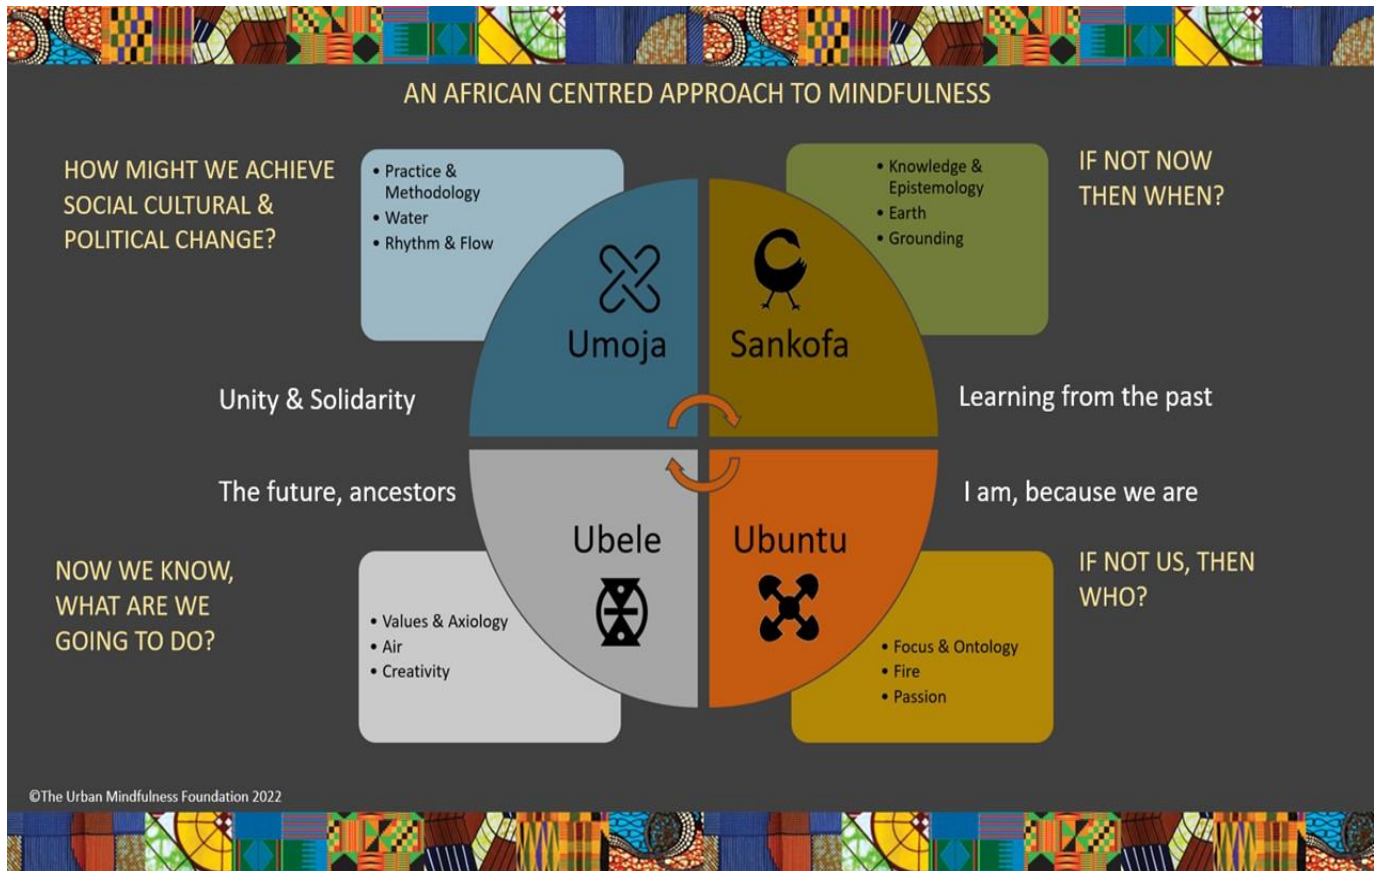 AN AFRICAN CENTRED APPROACH TO MINDFULNESS
HOW MIGHT WE ACHIEVE
SOCIAL CULTURAL &
POLITICAL CHANGE?
• Practice &
Methodology
• Water
• Rhythm & Flow
Umoja
Unity & Solidarity
• Knowledge &
Epistemology
• Earth
• Grounding
IF NOT NOW
THEN WHEN?
Sankofa
Learning from the past
The future, ancestors
Ubele
NOW WE KNOW,
WHAT ARE WE
GOING TO DO?
• Values & Axiology
• Air
• Creativity
I am, because we are
Ubuntu
IF NOT US, THEN
WHO?
• Focus & Ontology
• Fire
• Passion
©The Urban Mindfulness Foundation 2022